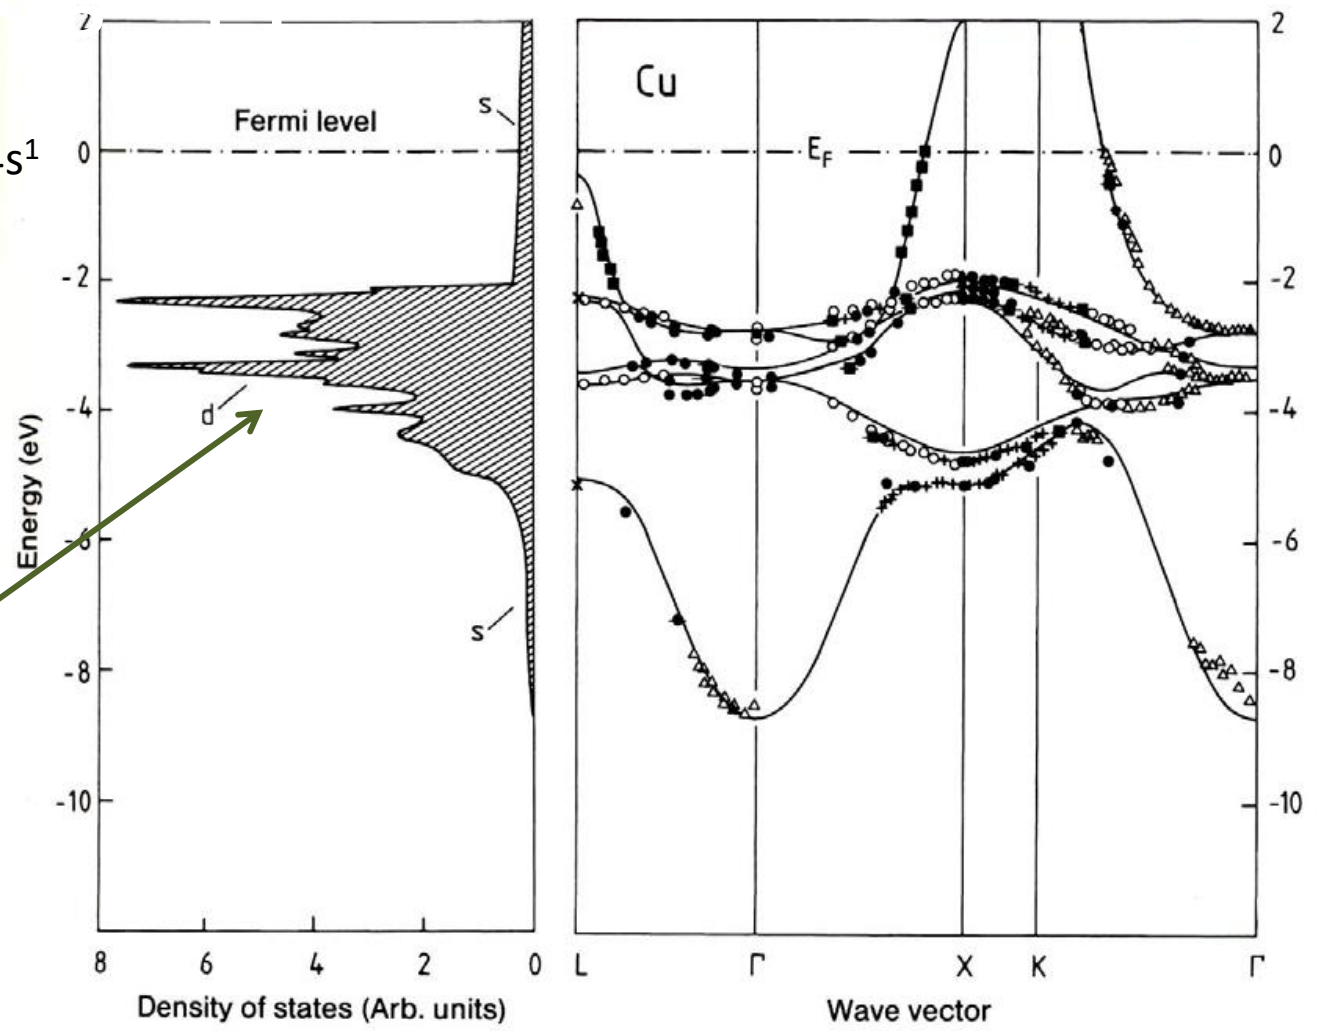 2
Fermi level
s
0
s¹
-2
d
-4
-6
s
-8
-10
Energy (eV)
8 6 4 2 0
Density of states (Arb. units)
Cu
E_F
2
0
-2
-4
-6
-8
-10
L Γ X K Γ
Wave vector